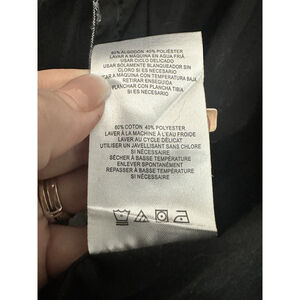 60% ALGODÓN 40% POLIÉSTER
LAVAR A MÁQUINA EN AGUA FRÍA
USAR CICLO DELICADO
USAR SOLAMENTE BLANQUEADOR SIN
CLORO SI ES NECESARIO
A MÁQUINA CON TEMPERATURA BAJA
RETIRAR ENSEGUIDA
PLANCHAR CON PLANCHA TIBIA
SI ES NECESARIO
60% COTON 40% POLYESTER
LAVER À LA MACHINE À L'EAU FROIDE
LAVER AU CYCLE DÉLICAT
UTILISER UN JAVELLISANT SANS CHLORE
SI NÉCESSAIRE
SÉCHER À BASSE TEMPÉRATURE
ENLEVER SPONTANÉMENT
REPASSER À BASSE TEMPÉRATURE
SI NÉCESSAIRE